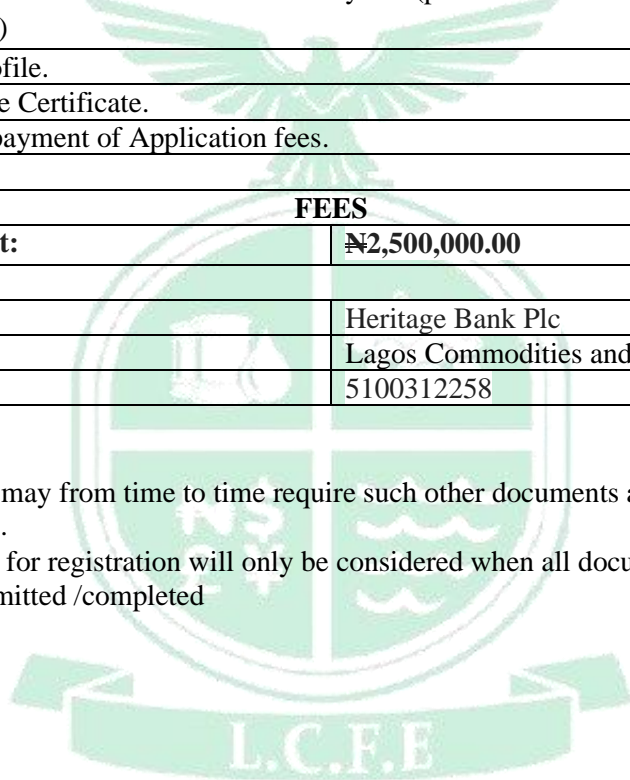 )
ofile.
e Certificate.
payment of Application fees.
FEES
t: ₦2,500,000.00
Heritage Bank Plc
Lagos Commodities and
5100312258
may from time to time require such other documents a
.
for registration will only be considered when all docu
mitted /completed
N$
L.C.F.E